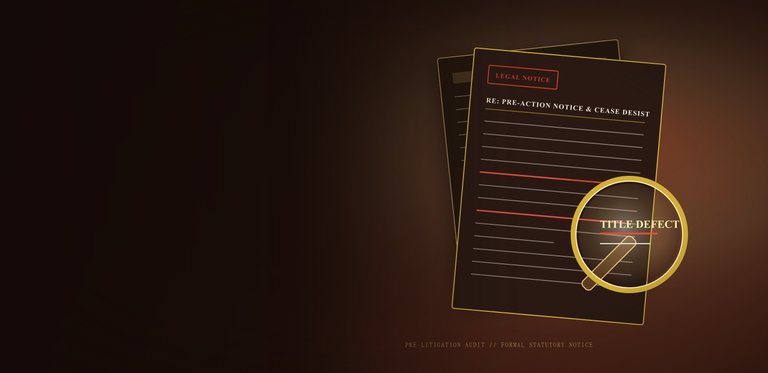 LEGAL NOTICE
RE: PRE-ACTION NOTICE & CEASE DESIST
TITLE DEFECT
PRE-LITIGATION AUDIT // FORMAL STATUTORY NOTICE